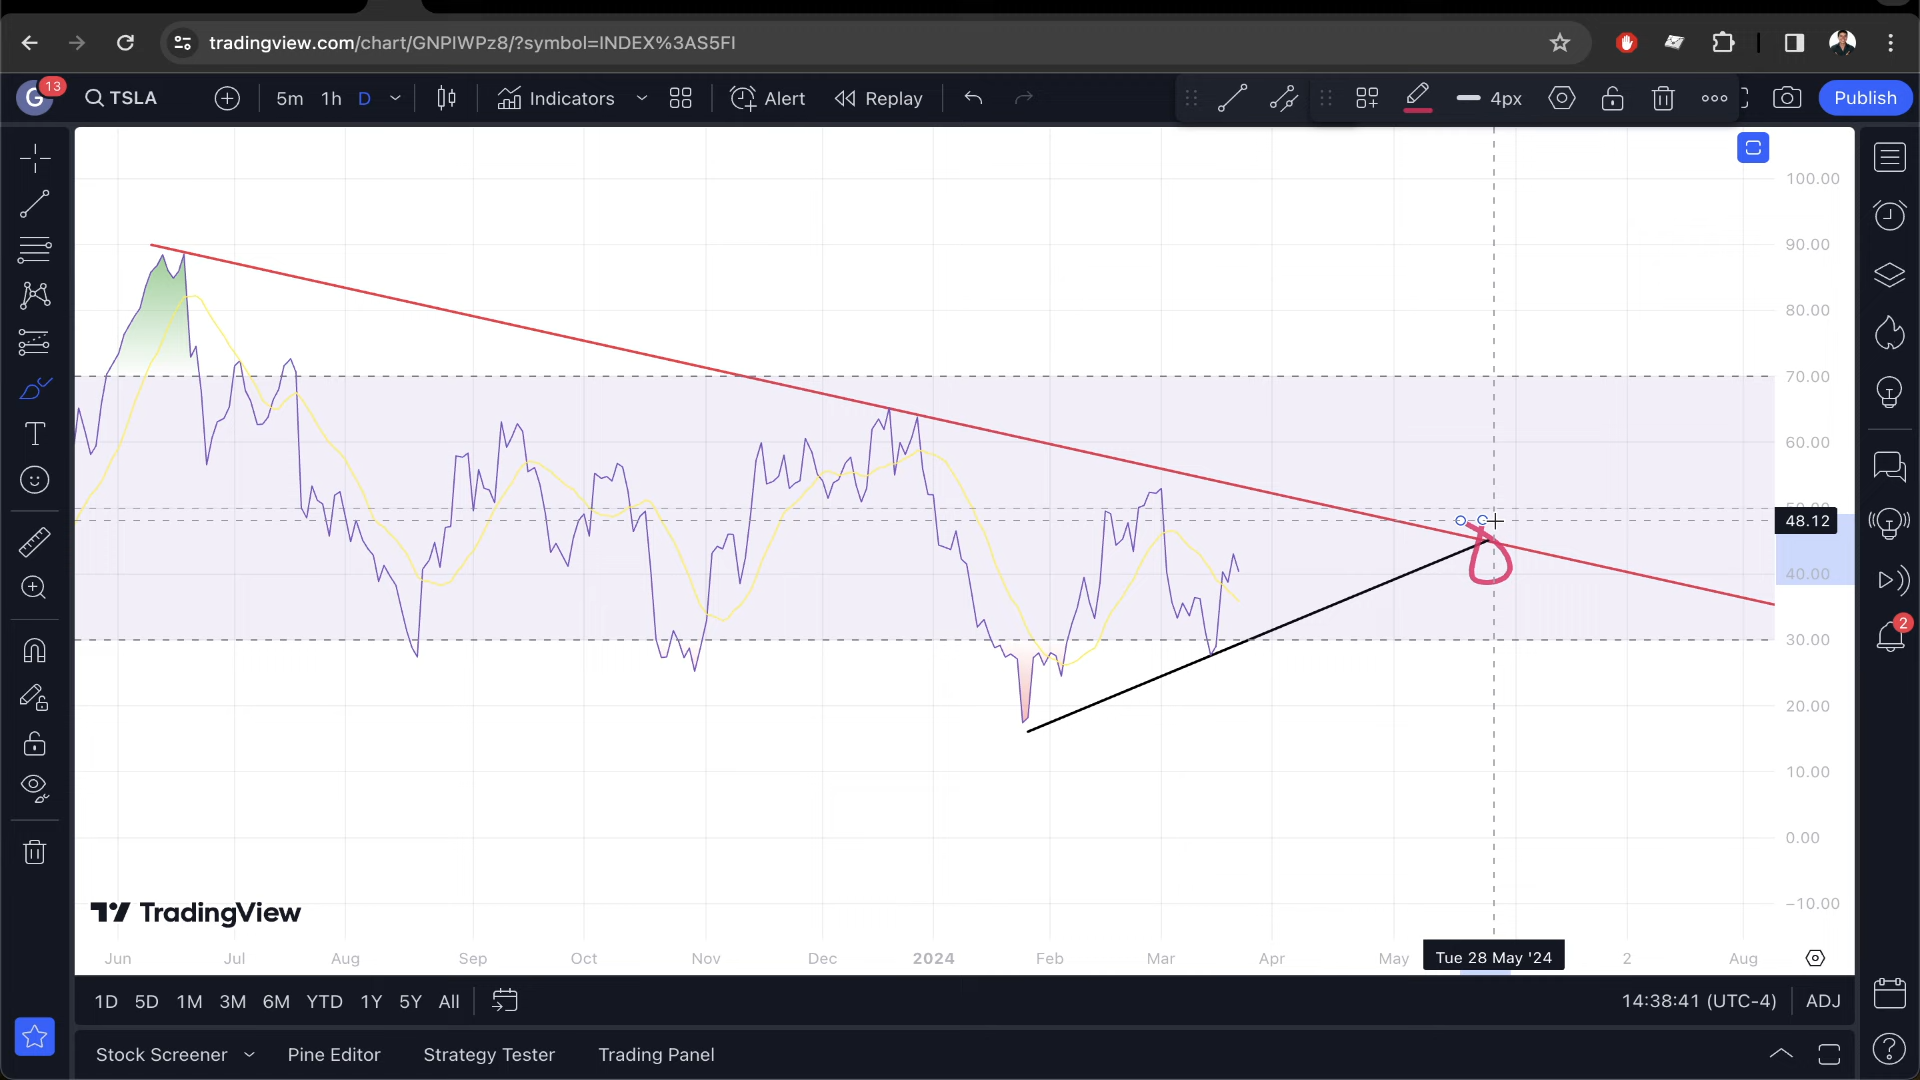 tradingview.com/chart/GNPIWPz8/?symbol=INDEX%3AS5FI
G 13 TSLA 5m 1h D Indicators Alert Replay 4px Publish
100.00
90.00
80.00
70.00
60.00
50.00
48.12
40.00
30.00
20.00
10.00
0.00
−10.00
2
TradingView
Jun Jul Aug Sep Oct Nov Dec 2024 Feb Mar Apr May Tue 28 May '24 2 Aug
1D 5D 1M 3M 6M YTD 1Y 5Y All 14:38:41 (UTC-4) ADJ
Stock Screener Pine Editor Strategy Tester Trading Panel